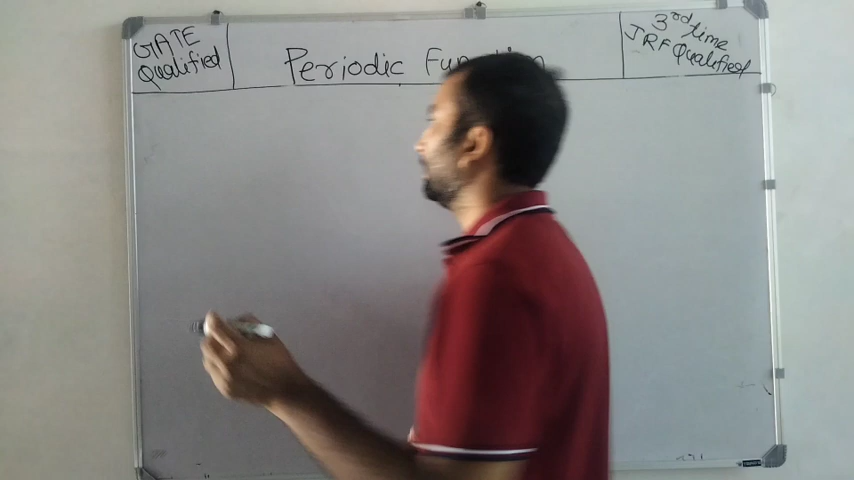 GATE
Qualified
Periodic
3rd time
JRF Qualified